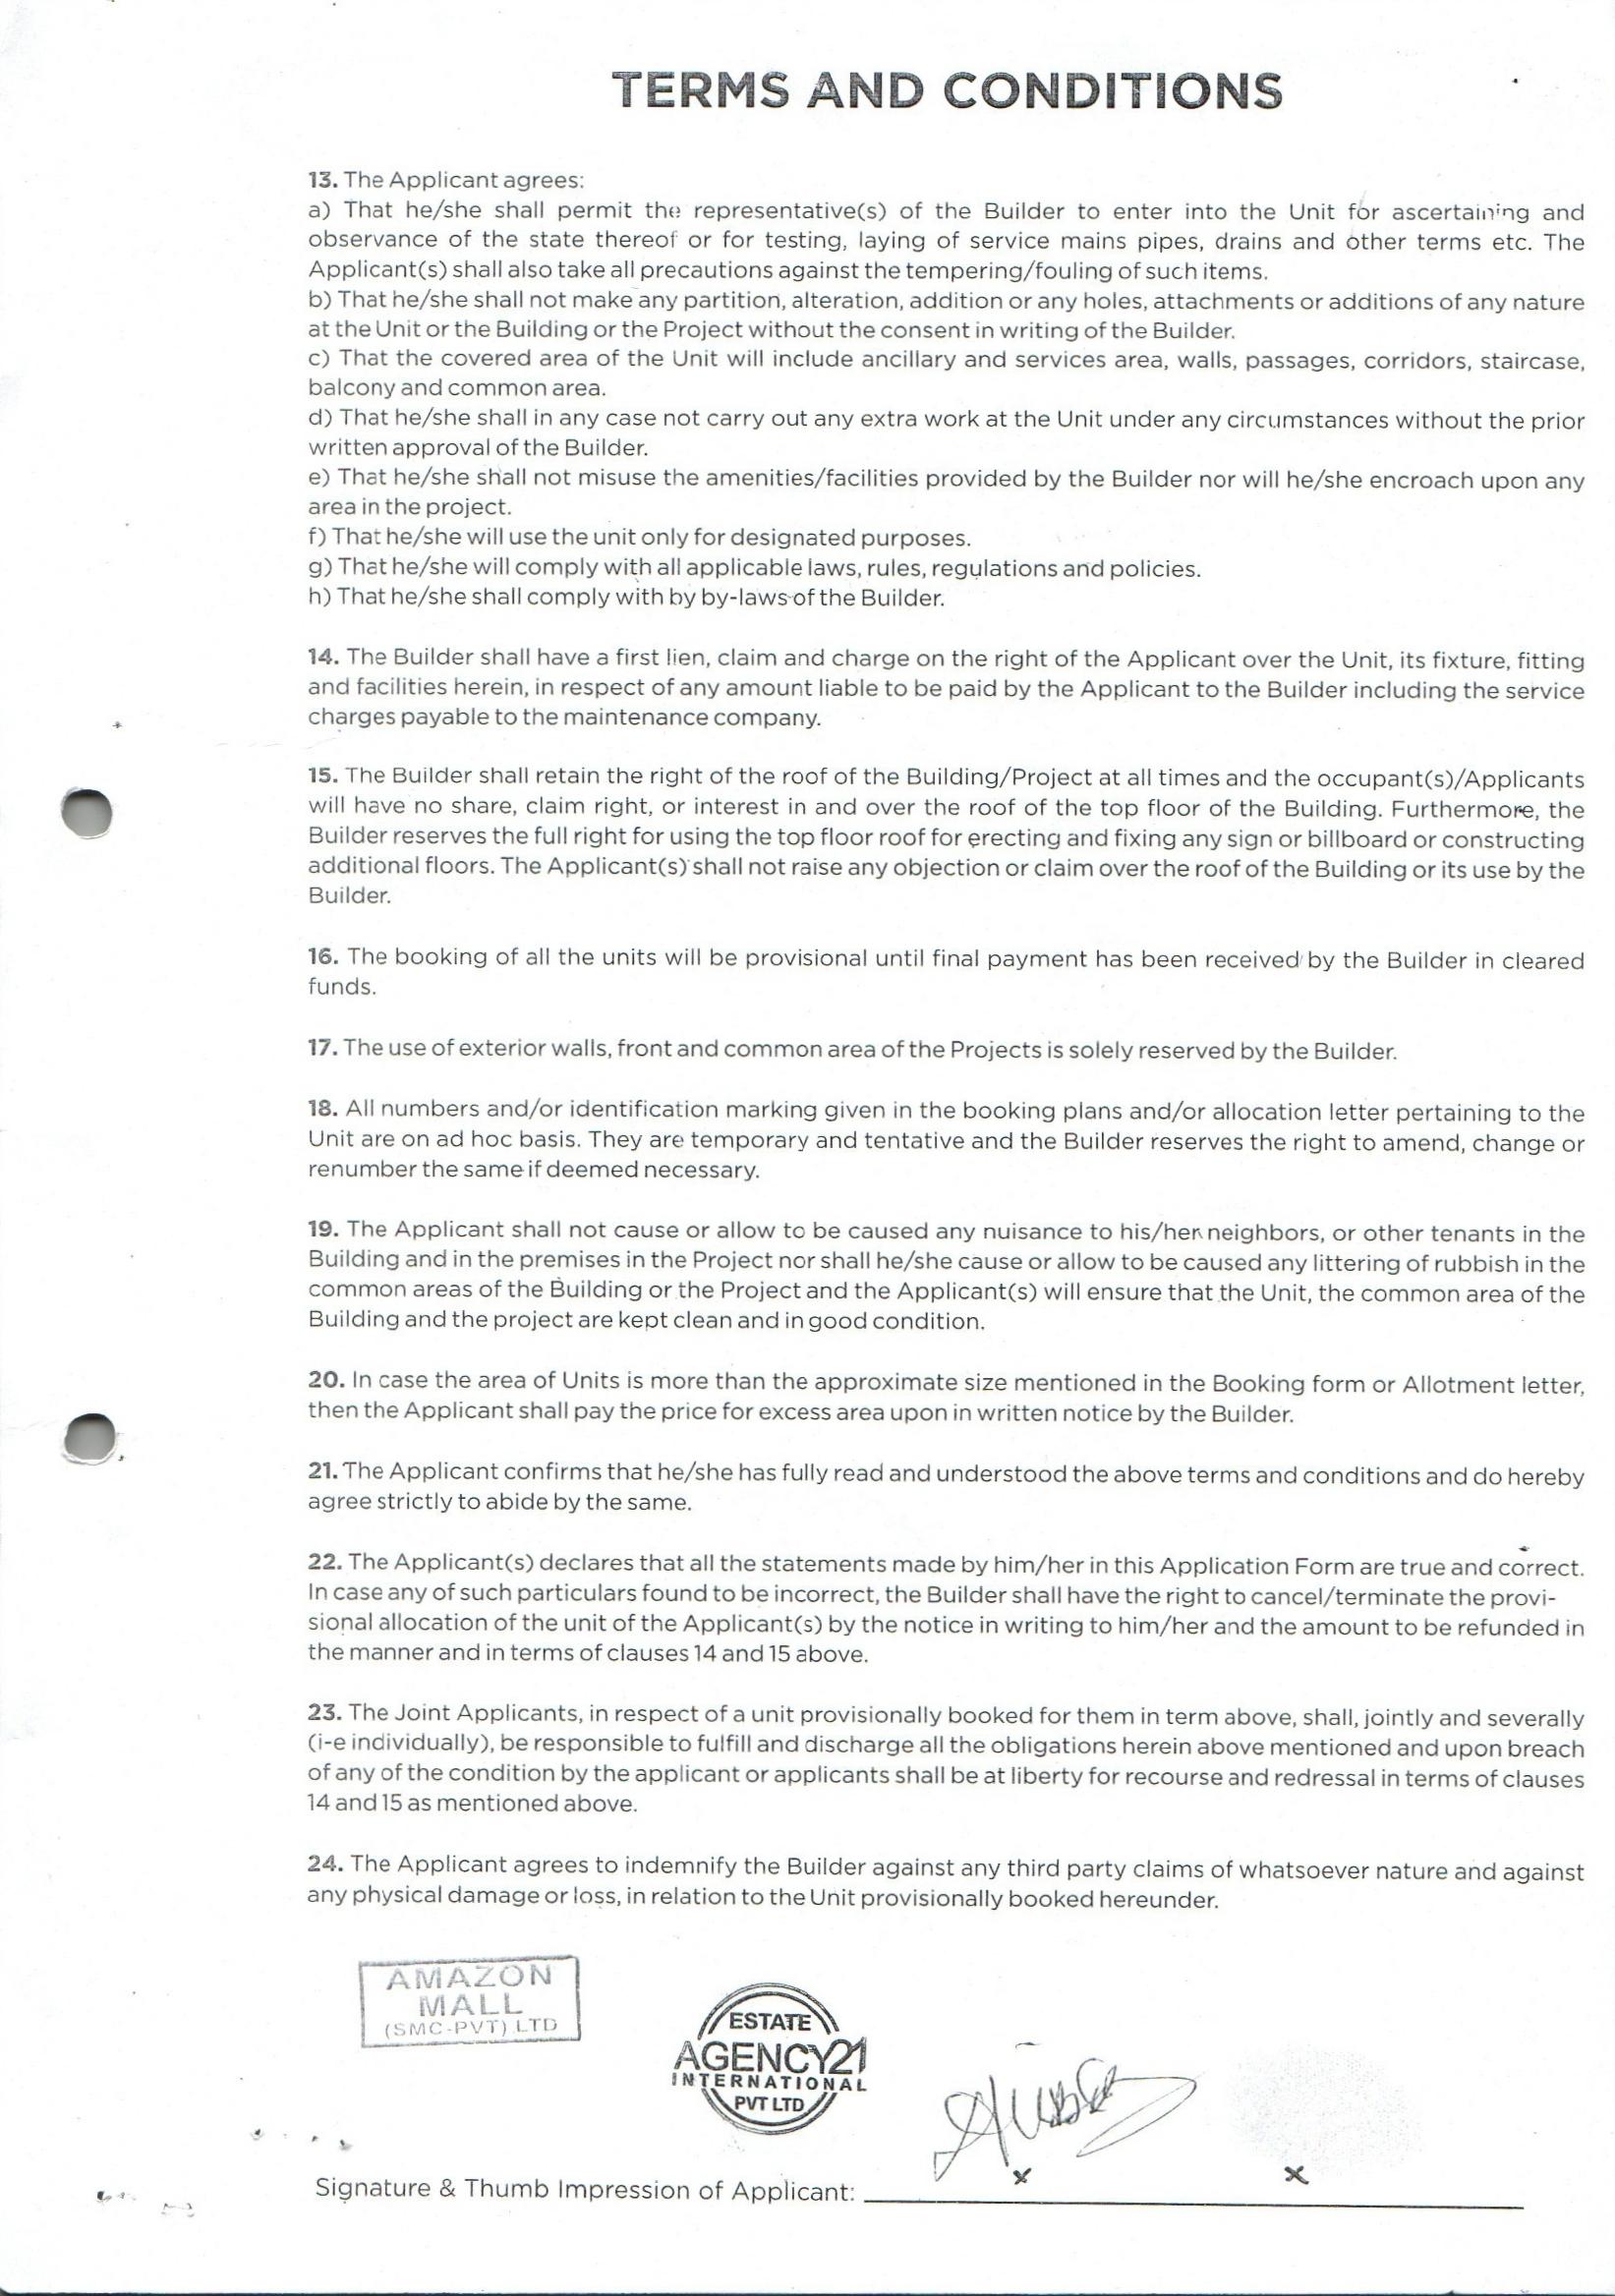 TERMS AND CONDITIONS
13. The Applicant agrees:
a) That he/she shall permit the representative(s) of the Builder to enter into the Unit for ascertaining and
observance of the state thereof or for testing, laying of service mains pipes, drains and other terms etc. The
Applicant(s) shall also take all precautions against the tempering/fouling of such items.
b) That he/she shall not make any partition, alteration, addition or any holes, attachments or additions of any nature
at the Unit or the Building or the Project without the consent in writing of the Builder.
c) That the covered area of the Unit will include ancillary and services area, walls, passages, corridors, staircase,
balcony and common area.
d) That he/she shall in any case not carry out any extra work at the Unit under any circumstances without the prior
written approval of the Builder.
e) That he/she shall not misuse the amenities/facilities provided by the Builder nor will he/she encroach upon any
area in the project.
f) That he/she will use the unit only for designated purposes.
g) That he/she will comply with all applicable laws, rules, regulations and policies.
h) That he/she shall comply with by by-laws of the Builder.
14. The Builder shall have a first lien, claim and charge on the right of the Applicant over the Unit, its fixture, fitting
and facilities herein, in respect of any amount liable to be paid by the Applicant to the Builder including the service
charges payable to the maintenance company.
15. The Builder shall retain the right of the roof of the Building/Project at all times and the occupant(s)/Applicants
will have no share, claim right, or interest in and over the roof of the top floor of the Building. Furthermore, the
Builder reserves the full right for using the top floor roof for erecting and fixing any sign or billboard or constructing
additional floors. The Applicant(s) shall not raise any objection or claim over the roof of the Building or its use by the
Builder.
16. The booking of all the units will be provisional until final payment has been received by the Builder in cleared
funds.
17. The use of exterior walls, front and common area of the Projects is solely reserved by the Builder.
18. All numbers and/or identification marking given in the booking plans and/or allocation letter pertaining to the
Unit are on ad hoc basis. They are temporary and tentative and the Builder reserves the right to amend, change or
renumber the same if deemed necessary.
19. The Applicant shall not cause or allow to be caused any nuisance to his/her neighbors, or other tenants in the
Building and in the premises in the Project nor shall he/she cause or allow to be caused any littering of rubbish in the
common areas of the Building or the Project and the Applicant(s) will ensure that the Unit, the common area of the
Building and the project are kept clean and in good condition.
20. In case the area of Units is more than the approximate size mentioned in the Booking form or Allotment letter,
then the Applicant shall pay the price for excess area upon in written notice by the Builder.
21. The Applicant confirms that he/she has fully read and understood the above terms and conditions and do hereby
agree strictly to abide by the same.
22. The Applicant(s) declares that all the statements made by him/her in this Application Form are true and correct.
In case any of such particulars found to be incorrect, the Builder shall have the right to cancel/terminate the provi-
sional allocation of the unit of the Applicant(s) by the notice in writing to him/her and the amount to be refunded in
the manner and in terms of clauses 14 and 15 above.
23. The Joint Applicants, in respect of a unit provisionally booked for them in term above, shall, jointly and severally
(i-e individually), be responsible to fulfill and discharge all the obligations herein above mentioned and upon breach
of any of the condition by the applicant or applicants shall be at liberty for recourse and redressal in terms of clauses
14 and 15 as mentioned above.
24. The Applicant agrees to indemnify the Builder against any third party claims of whatsoever nature and against
any physical damage or loss, in relation to the Unit provisionally booked hereunder.
AMAZON
MALL
(SMC-PVT) LTD
ESTATE
AGENCY21
INTERNATIONAL
PVT LTD
x x
Signature & Thumb Impression of Applicant: